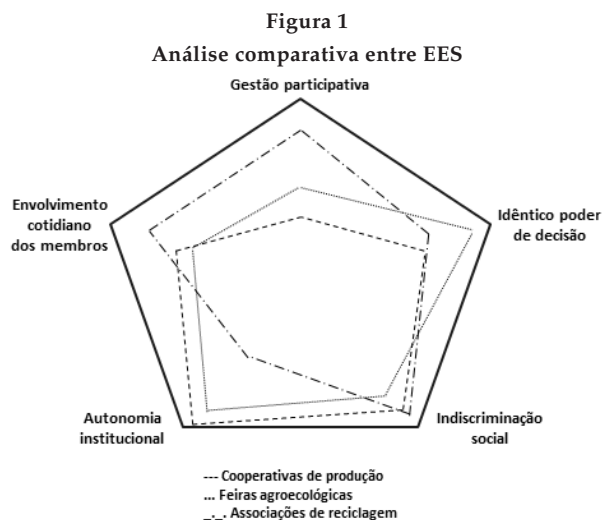 Figura 1
Análise comparativa entre EES
Gestão participativa
Envolvimento
cotidiano
dos membros
Idêntico poder
de decisão
Autonomia
institucional
Indiscriminação
social
--- Cooperativas de produção
... Feiras agroecológicas
_._. Associações de reciclagem